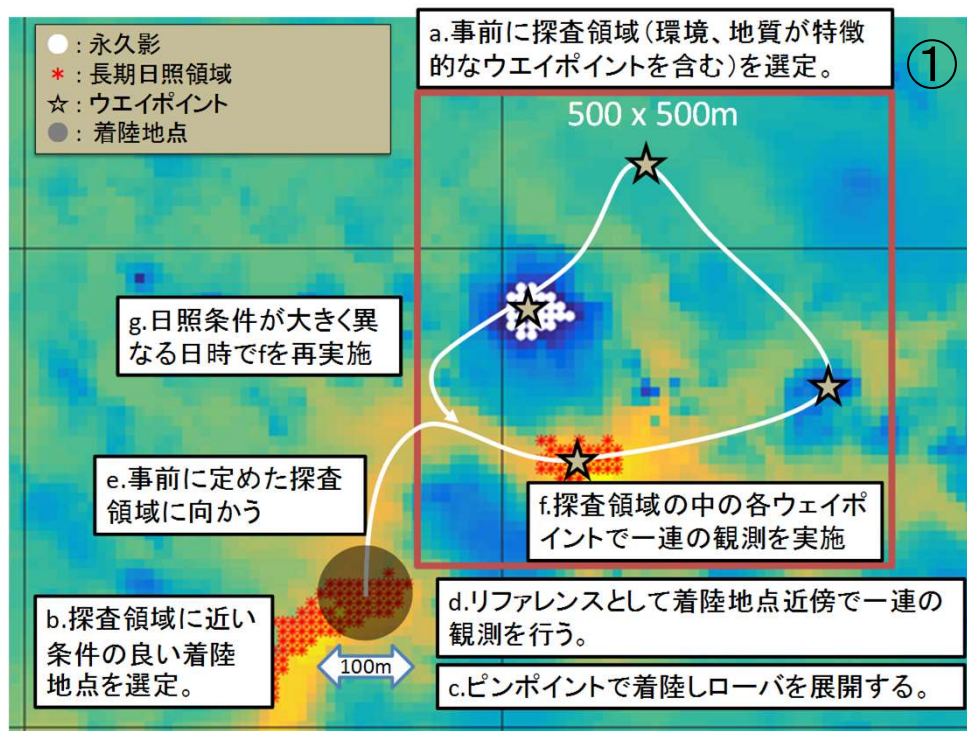 ●：永久影
*：長期日照領域
☆：ウエイポイント
●：着陸地点
a.事前に探査領域（環境、地質が特徴
的なウエイポイントを含む）を選定。
①
500 x 500m
g.日照条件が大きく異
なる日時でfを再実施
e.事前に定めた探査
領域に向かう
f.探査領域の中の各ウェイポ
イントで一連の観測を実施
b.探査領域に近い
条件の良い着陸
地点を選定。
100m
d.リファレンスとして着陸地点近傍で一連の
観測を行う。
c.ピンポイントで着陸しローバを展開する。